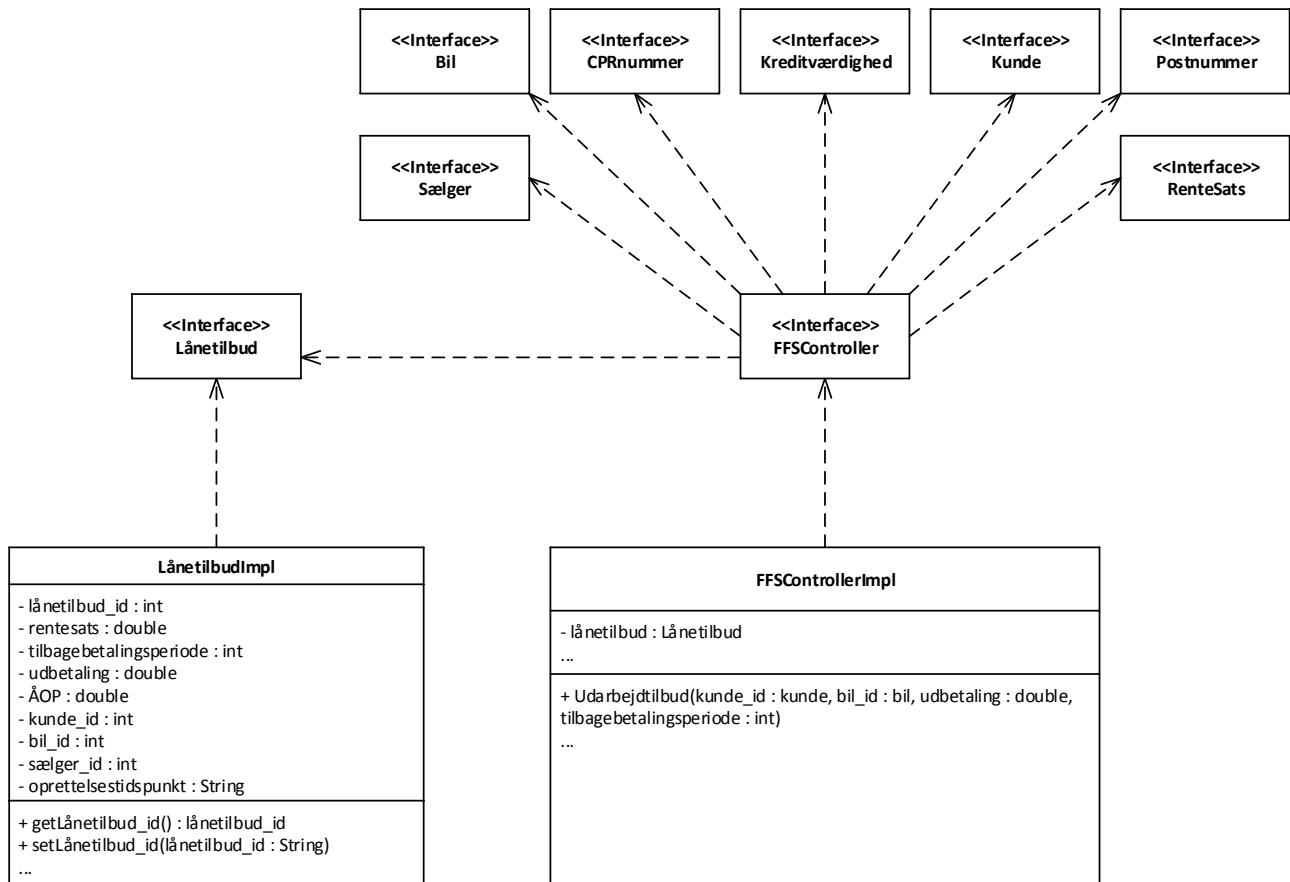 <<Interface>>
Bil
<<Interface>>
CPRnummer
<<Interface>>
Kreditværdighed
<<Interface>>
Kunde
<<Interface>>
Postnummer
<<Interface>>
Sælger
<<Interface>>
RenteSats
<<Interface>>
Lånetilbud
<<Interface>>
FFSController
LånetilbudImpl
- lånetilbud_id : int
- rentesats : double
- tilbagebetalingsperiode : int
- udbetaling : double
- ÅOP : double
- kunde_id : int
- bil_id : int
- sælger_id : int
- oprettelsestidspunkt : String
+ getLånetilbud_id() : lånetilbud_id
+ setLånetilbud_id(lånetilbud_id : String)
...
FFSControllerImpl
- lånetilbud : Lånetilbud
...
+ Udarbejdtilbud(kunde_id : kunde, bil_id : bil, udbetaling : double,
tilbagebetalingsperiode : int)
...